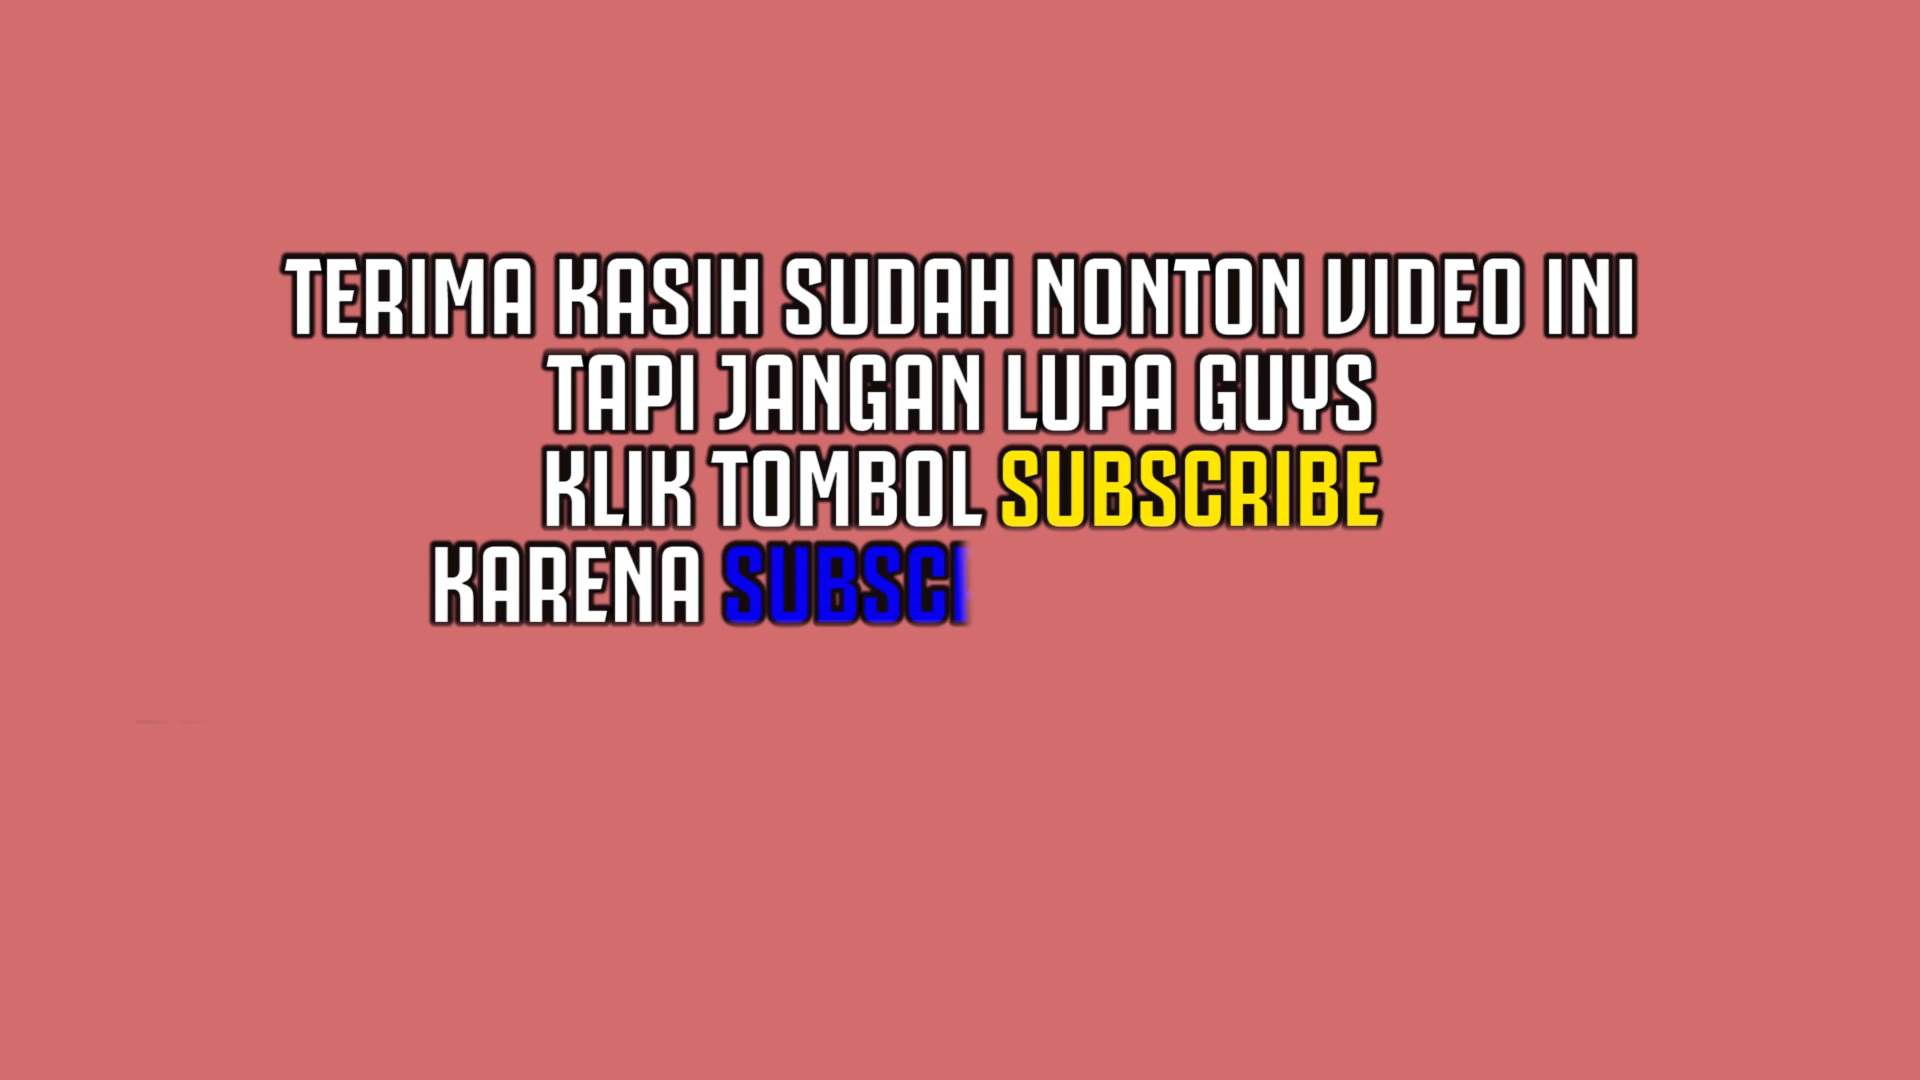 TERIMA KASIH SUDAH NONTON VIDEO INI
TAPI JANGAN LUPA GUYS
KLIK TOMBOL SUBSCRIBE
KARENA